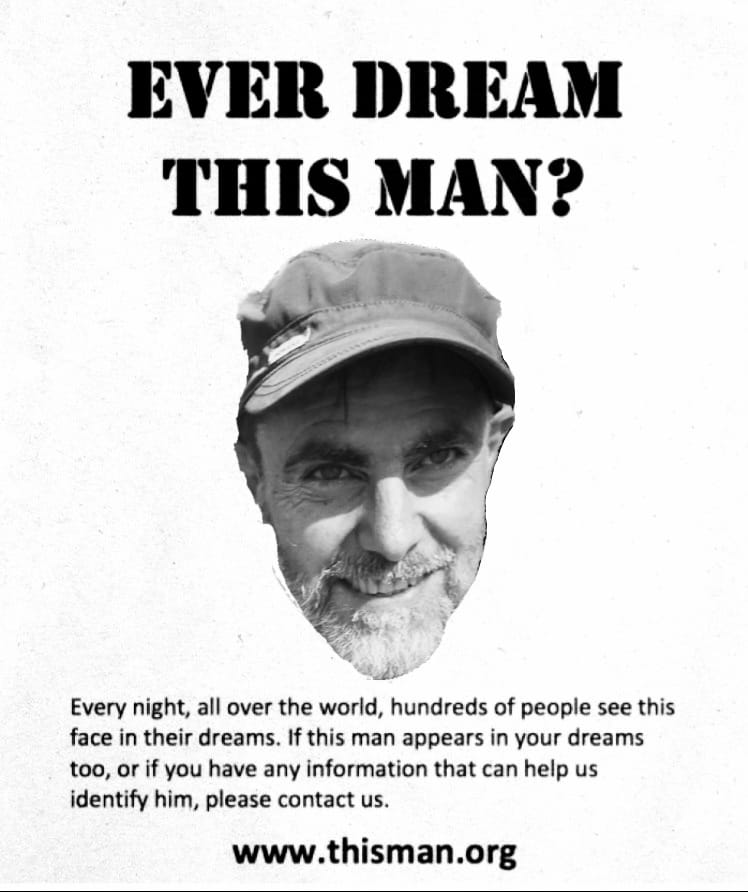 EVER DREAM
THIS MAN?
Every night, all over the world, hundreds of people see this
face in their dreams. If this man appears in your dreams
too, or if you have any information that can help us
identify him, please contact us.
www.thisman.org